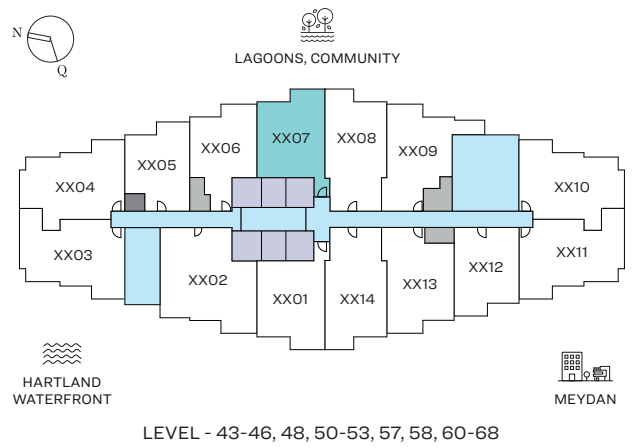 N
Q
LAGOONS, COMMUNITY
XX07
XX08
XX06
XX09
XX05
XX04
XX10
XX03
XX02
XX01
XX14
XX13
XX12
XX11
HARTLAND
WATERFRONT
MEYDAN
LEVEL - 43-46, 48, 50-53, 57, 58, 60-68